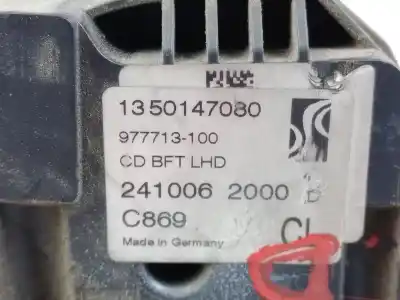 1350147080
977713-100
CD BFT LHD
241006 2000 B
C869
Made in Germany